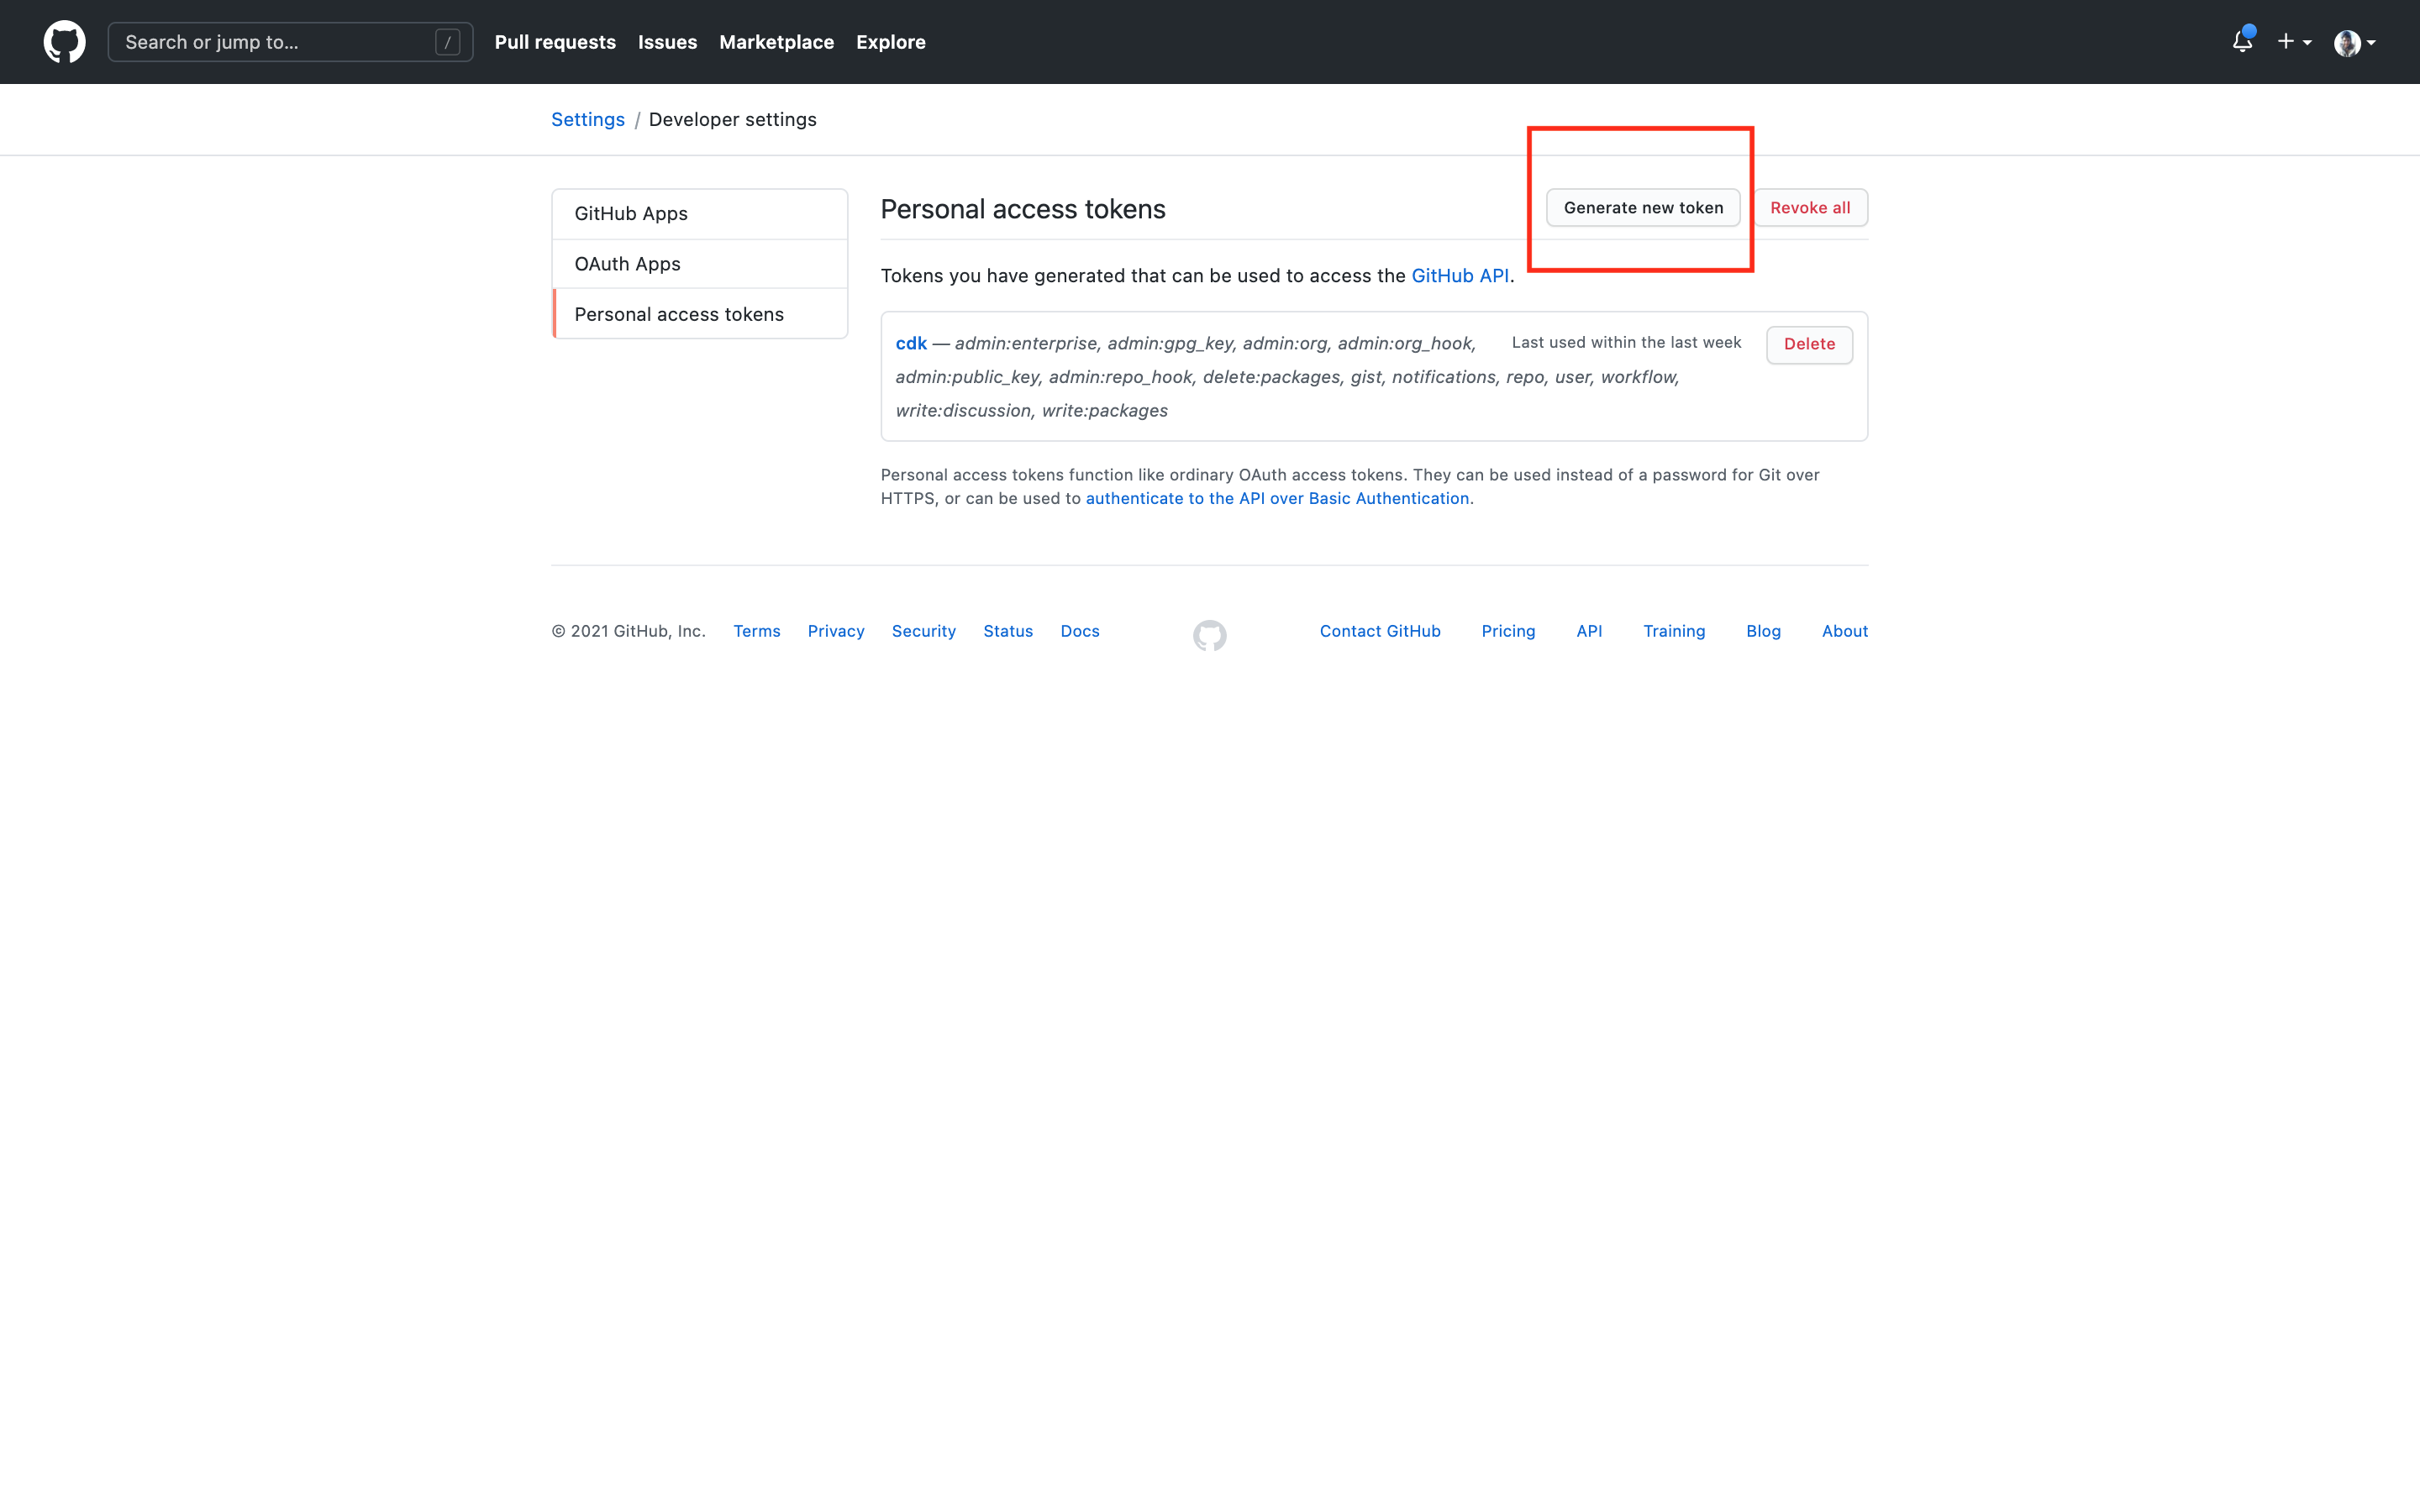 Search or jump to... /
Pull requests Issues Marketplace Explore
Settings / Developer settings
GitHub Apps
OAuth Apps
Personal access tokens
Personal access tokens
Generate new token
Revoke all
Tokens you have generated that can be used to access the GitHub API.
cdk — admin:enterprise, admin:gpg_key, admin:org, admin:org_hook,
admin:public_key, admin:repo_hook, delete:packages, gist, notifications, repo, user, workflow,
write:discussion, write:packages
Last used within the last week
Delete
Personal access tokens function like ordinary OAuth access tokens. They can be used instead of a password for Git over
HTTPS, or can be used to authenticate to the API over Basic Authentication.
© 2021 GitHub, Inc. Terms Privacy Security Status Docs
Contact GitHub Pricing API Training Blog About